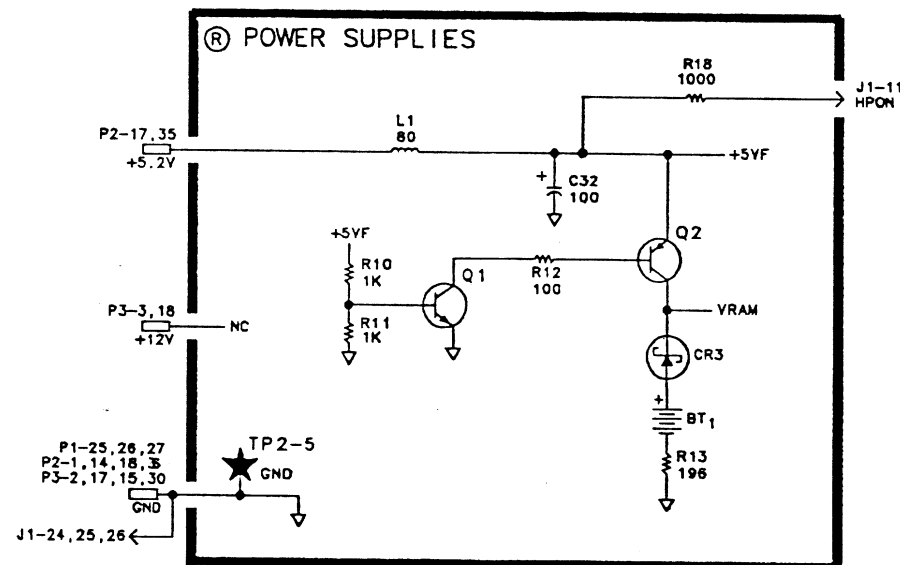 Ⓡ POWER SUPPLIES
R18
1000
J1-11
HPON
L1
80
P2-17,35
+5.2V
+5VF
+
C32
100
+5VF
Q2
R10
1K
Q1
R12
100
R11
1K
P3-3,18
+12V
NC
VRAM
CR3
+
BT1
R13
196
TP2-5
GND
P1-25,26,27
P2-1,14,18,36
P3-2,17,15,30
GND
J1-24,25,26